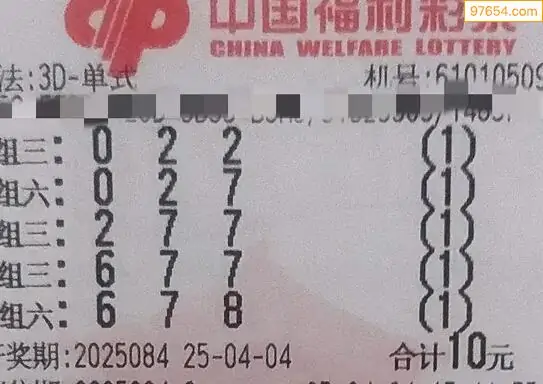 97654.com
中国福利彩票
CHINA WELFARE LOTTERY
法:3D-单式 机号:61010509
组三: 0 2 2 (1)
组六: 0 2 7 (1)
组三: 2 7 7 (1)
组三: 6 7 7 (1)
组六: 6 7 8 (1)
奖期:2025084 25-04-04 合计10元